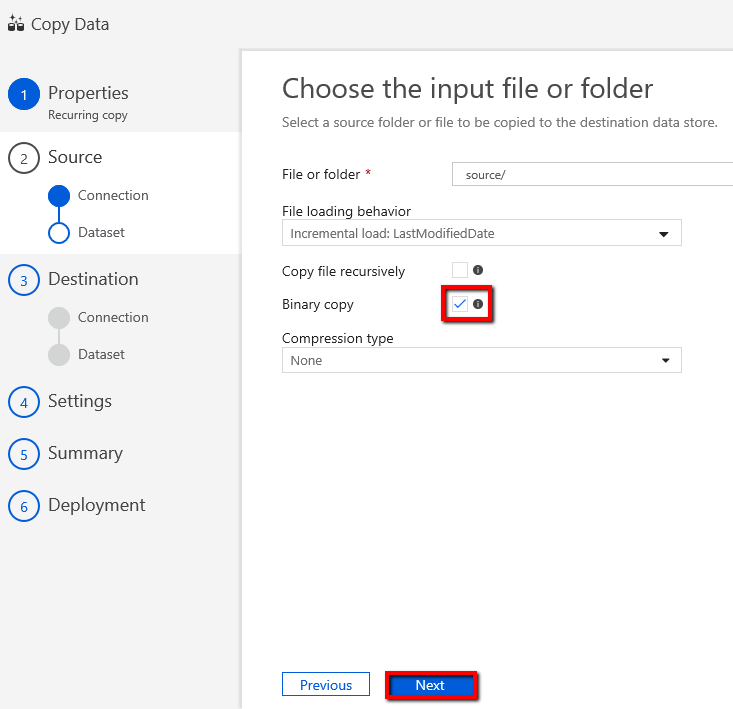 Copy Data
1 Properties
Recurring copy
2 Source
Connection
Dataset
3 Destination
Connection
Dataset
4 Settings
5 Summary
6 Deployment
Choose the input file or folder
Select a source folder or file to be copied to the destination data store.
File or folder * source/
File loading behavior
Incremental load: LastModifiedDate
Copy file recursively
Binary copy
Compression type
None
Previous Next